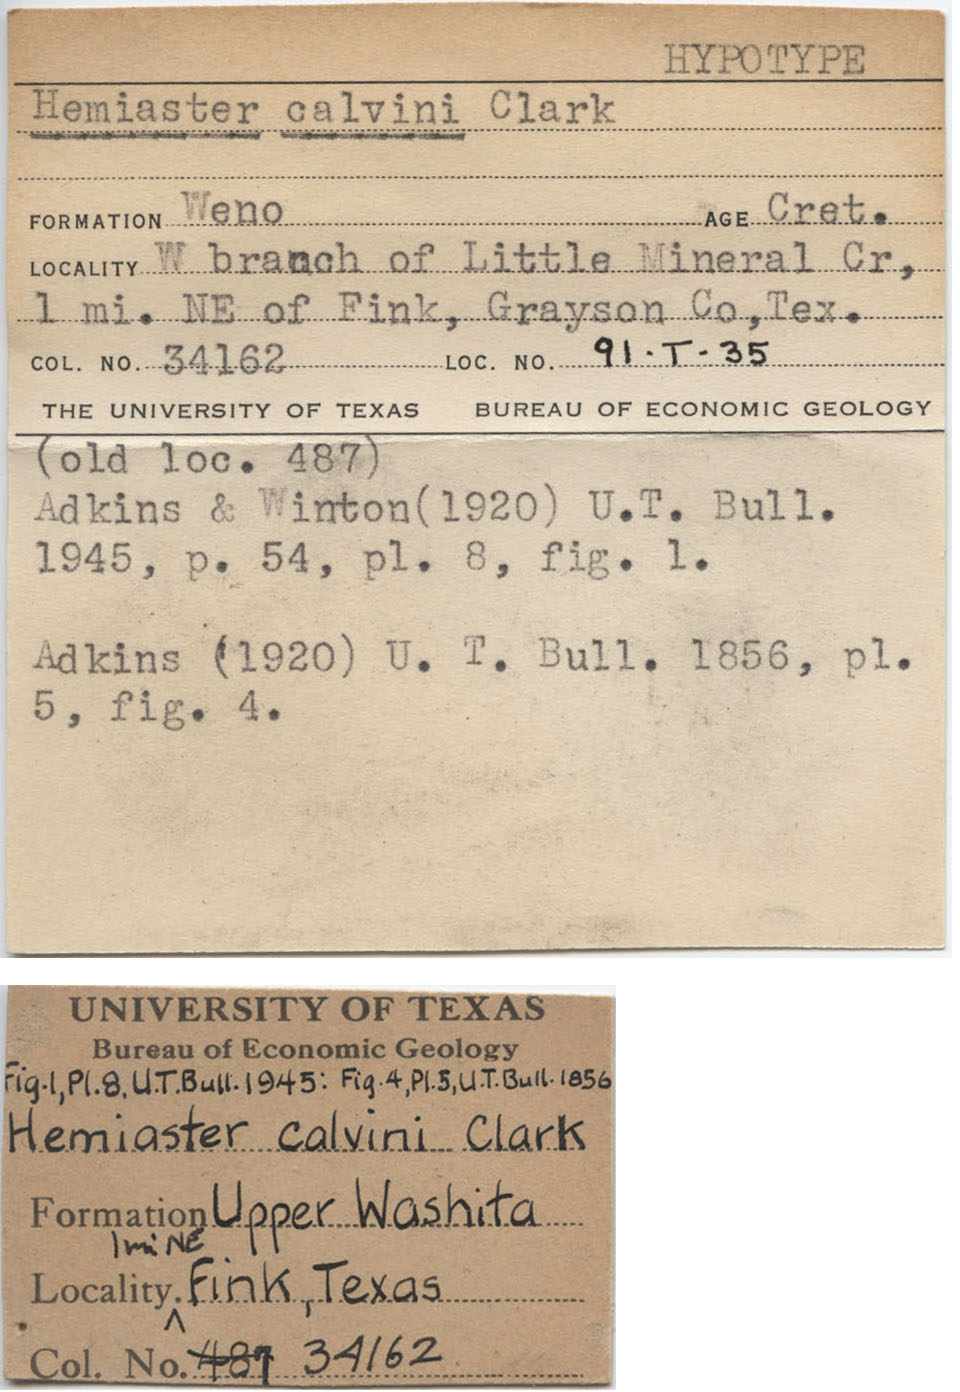 HYPOTYPE
Hemiaster calvini Clark
FORMATION Weno AGE Cret.
LOCALITY W branch of Little Mineral Cr,
1 mi. NE of Fink, Grayson Co,Tex.
COL. NO. 34162 LOC. NO. 91-T-35
THE UNIVERSITY OF TEXAS BUREAU OF ECONOMIC GEOLOGY
(old loc. 487)
Adkins & Winton(1920) U.T. Bull.
1945, p. 54, pl. 8, fig. 1.
Adkins (1920) U. T. Bull. 1856, pl.
5, fig. 4.
UNIVERSITY OF TEXAS
Bureau of Economic Geology
Fig.1, Pl.8, U.T.Bull.1945: Fig.4, Pl.5, U.T.Bull.1856
Hemiaster calvini Clark
Formation Upper Washita
1 mi NE
Locality. Fink, Texas
^
Col. No. 487 34162